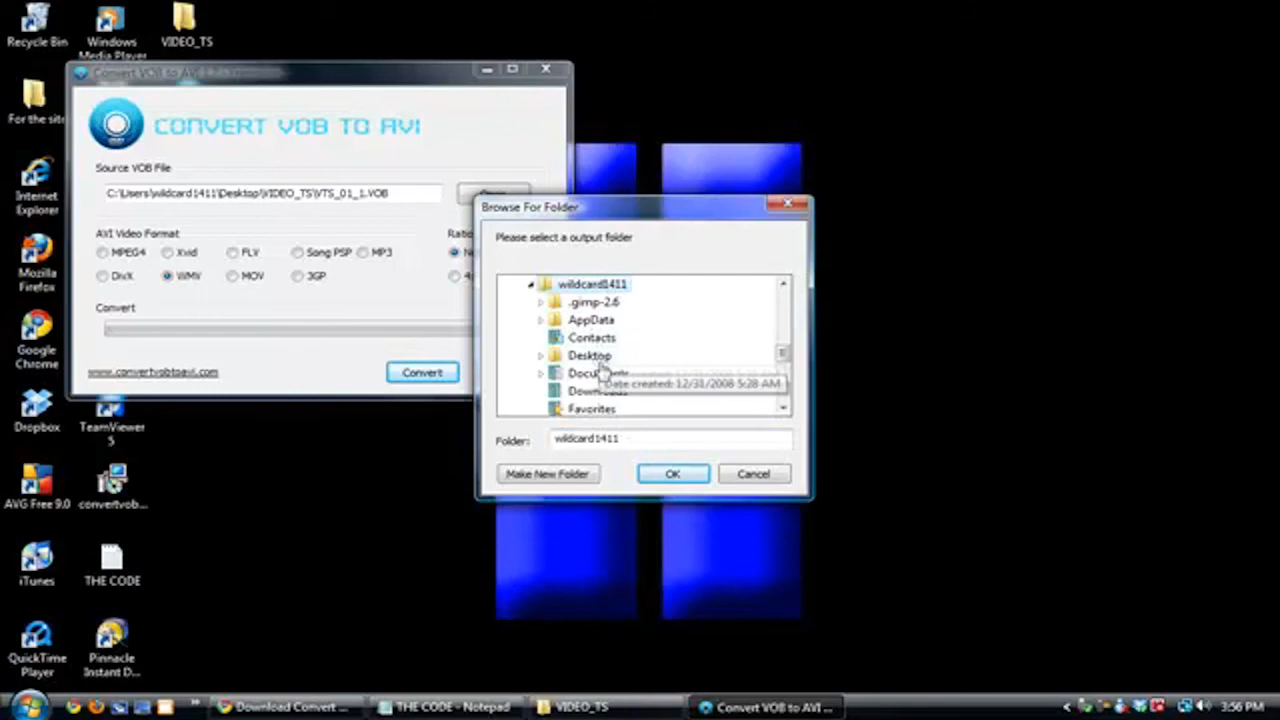 Recycle Bin
Windows
Media Player
VIDEO_TS
For the site
Internet
Explorer
Mozilla
Firefox
Google
Chrome
Dropbox
TeamViewer
5
AVG Free 9.0
convertvob...
iTunes
THE CODE
QuickTime
Player
Pinnacle
Instant D...
Convert VOB to AVI
CONVERT VOB TO AVI
Source VOB File
C:\Users\wildcard1411\Desktop\VIDEO_TS\VTS_01_1.VOB
AVI Video Format
MPEG4
Xvid
FLV
Song PSP
MP3
DivX
WMV
MOV
3GP
Convert
www.convertvobtoavi.com
Convert
Browse For Folder
Please select a output folder
wildcard1411
.gimp-2.6
AppData
Contacts
Desktop
Date created: 12/31/2008 5:28 AM
Favorites
Folder:
wildcard1411
Make New Folder
OK
Cancel
Download Convert ...
THE CODE - Notepad
VIDEO_TS
Convert VOB to AVI ...
3:56 PM